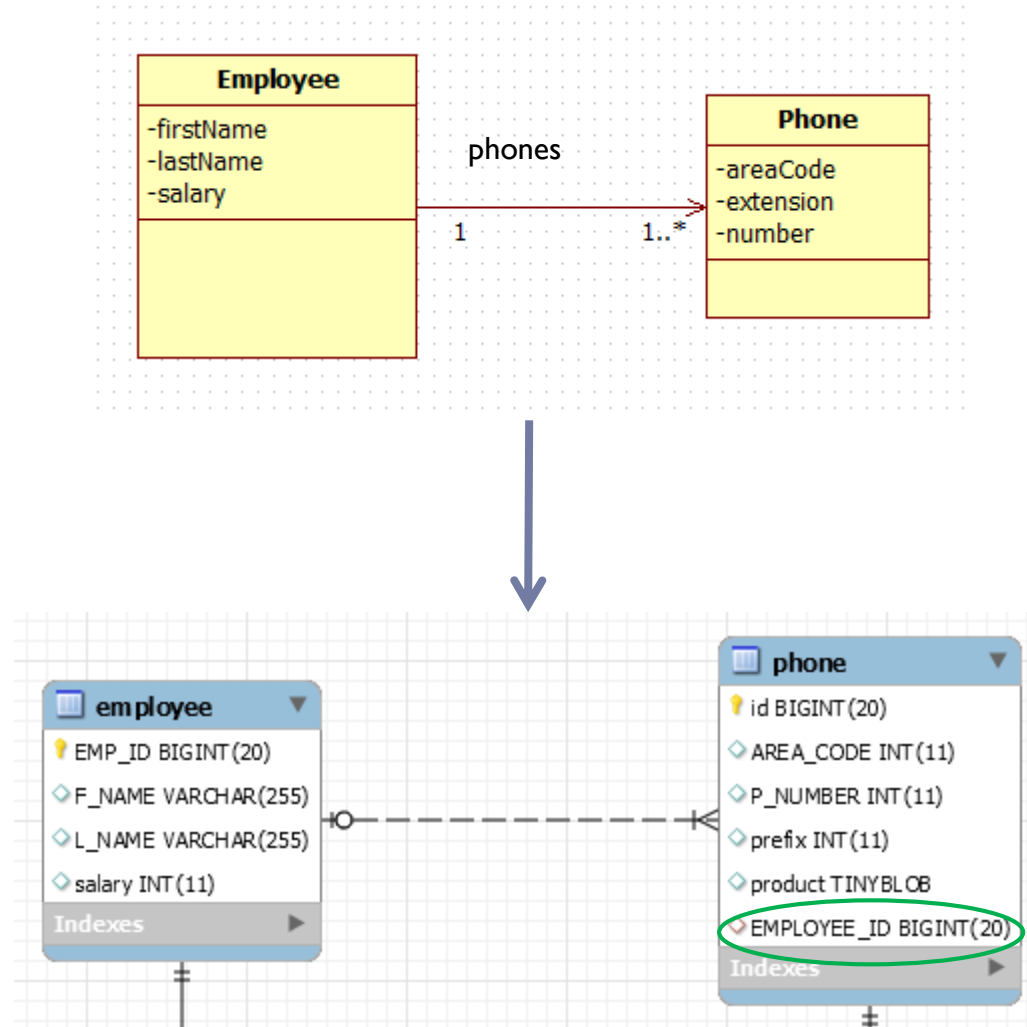 Employee
-firstName
-lastName
-salary
phones
1
1..*
Phone
-areaCode
-extension
-number
employee
EMP_ID BIGINT(20)
F_NAME VARCHAR(255)
L_NAME VARCHAR(255)
salary INT(11)
Indexes
phone
id BIGINT(20)
AREA_CODE INT(11)
P_NUMBER INT(11)
prefix INT(11)
product TINYBLOB
EMPLOYEE_ID BIGINT(20)
Indexes